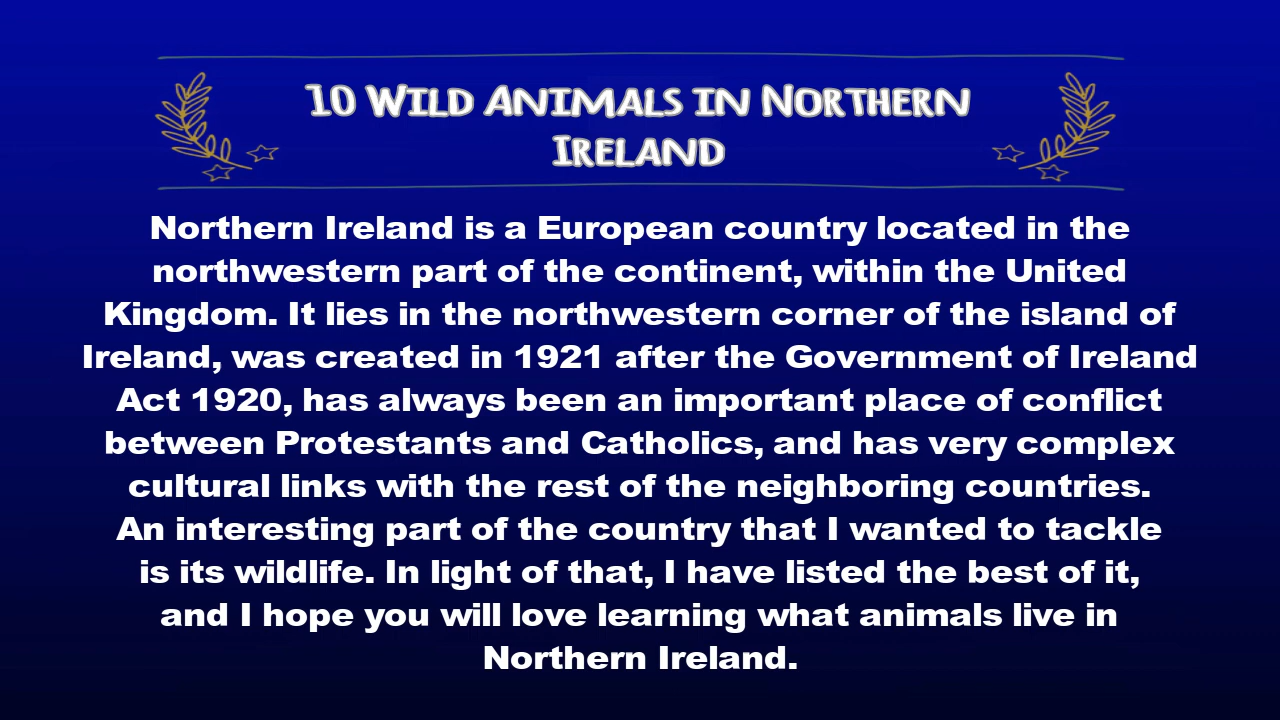 10 Wild Animals in Northern
Ireland
Northern Ireland is a European country located in the
northwestern part of the continent, within the United
Kingdom. It lies in the northwestern corner of the island of
Ireland, was created in 1921 after the Government of Ireland
Act 1920, has always been an important place of conflict
between Protestants and Catholics, and has very complex
cultural links with the rest of the neighboring countries.
An interesting part of the country that I wanted to tackle
is its wildlife. In light of that, I have listed the best of it,
and I hope you will love learning what animals live in
Northern Ireland.